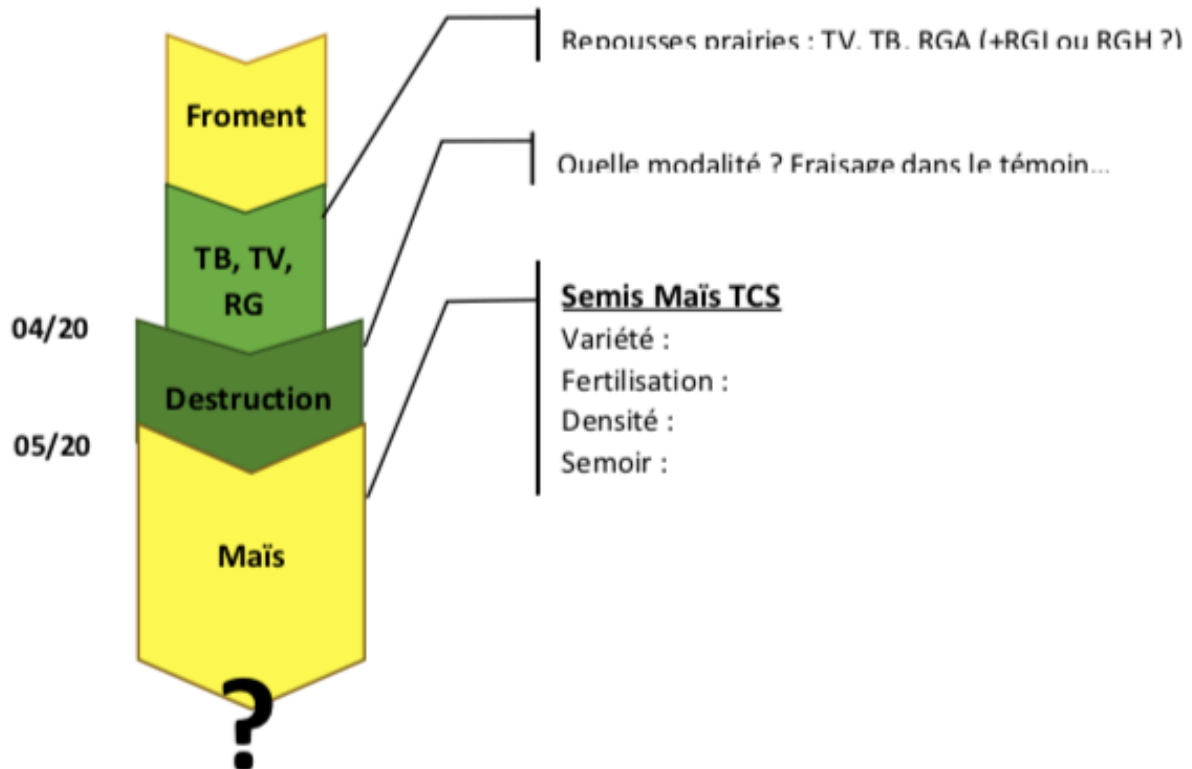 Repousses prairies : TV, TB, RGA (+RGI ou RGH ?)
Froment
Quelle modalité ? Fraisage dans le témoin...
TB, TV,
RG
04/20
Destruction
05/20
Semis Maïs TCS
Variété :
Fertilisation :
Densité :
Semoir :
Maïs
?